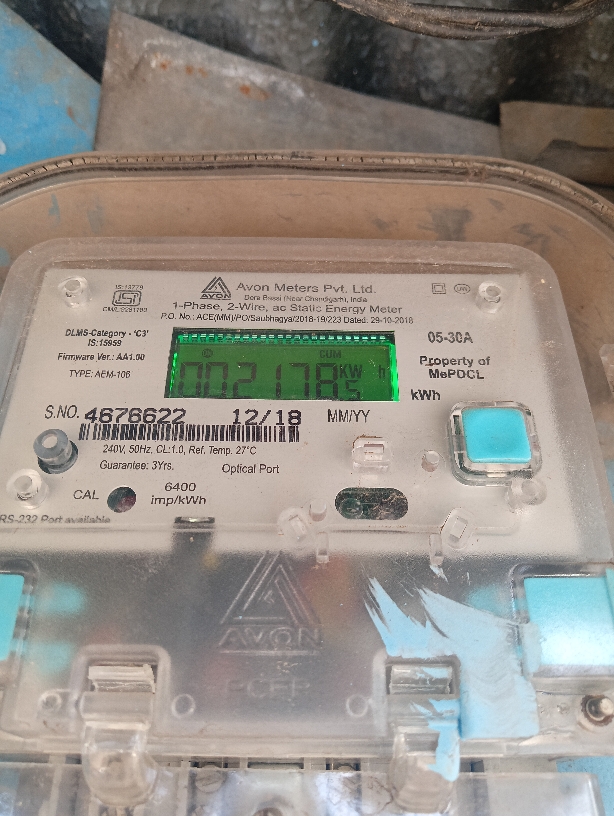 IS:13779
ISI
CM/L-9291789
AVON
Avon Meters Pvt. Ltd.
Dera Bassi (Near Chandigarh), India
1-Phase, 2-Wire, ac Static Energy Meter
P.O. No.: ACE(MM)/PO/Saubhagya/2018-19/223 Dated: 29-10-2018
DLMS-Category - 'C3'
IS:15959
Firmware Ver.: AA1.00
TYPE: AEM-106
CUM
002178.5 KW h
05-30A
Property of
MePDCL
kWh
S.NO. 4676622 12/18 MM/YY
240V, 50Hz, CL:1.0, Ref. Temp. 27°C
Guarantee: 3Yrs. Optical Port
CAL 6400
imp/kWh
RS-232 Port available
AVON